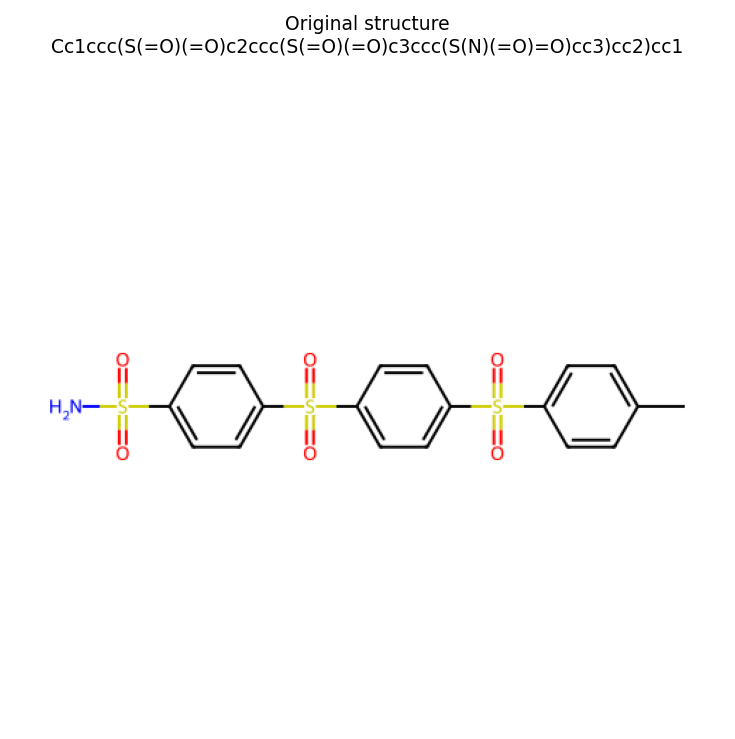 Original structure
Cc1ccc(S(=O)(=O)c2ccc(S(=O)(=O)c3ccc(S(N)(=O)=O)cc3)cc2)cc1
O O O
H2N S S S
O O O